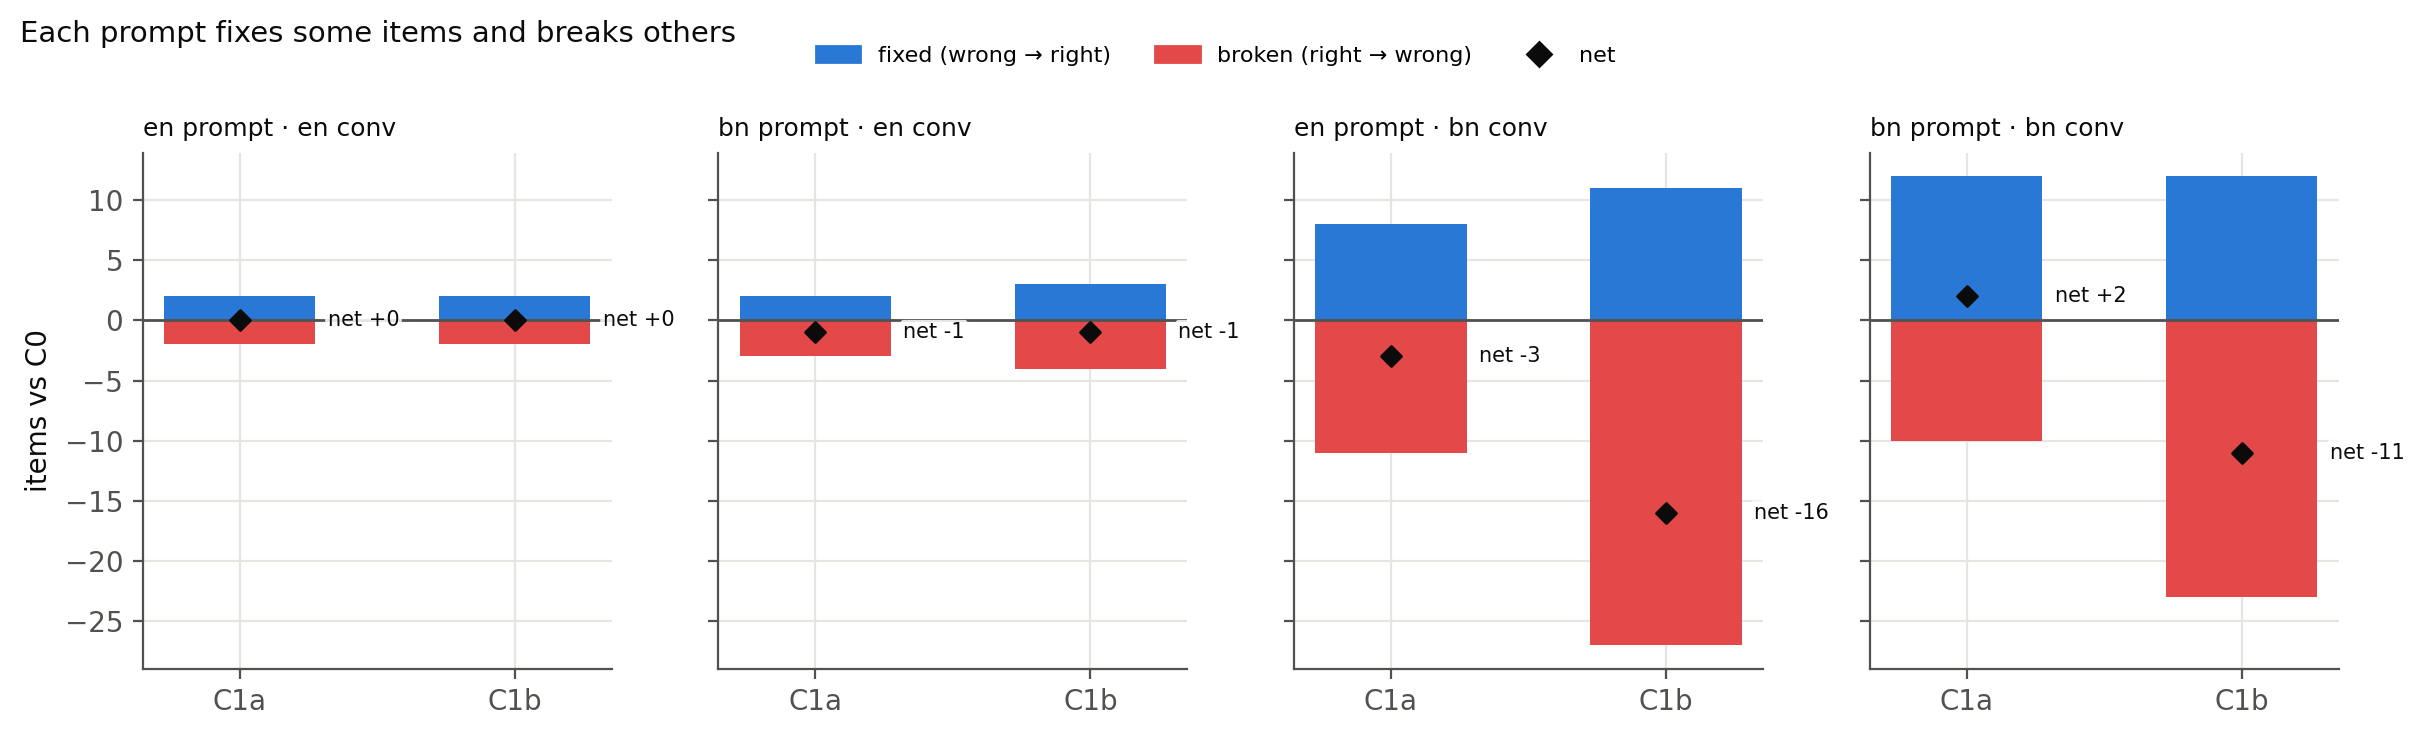 Each prompt fixes some items and breaks others
fixed (wrong → right) broken (right → wrong) net
en prompt · en conv
bn prompt · en conv
en prompt · bn conv
bn prompt · bn conv
items vs C0
10
5
0
−5
−10
−15
−20
−25
net +0
net +0
net -1
net -1
net -3
net -16
net +2
net -11
C1a C1b
C1a C1b
C1a C1b
C1a C1b